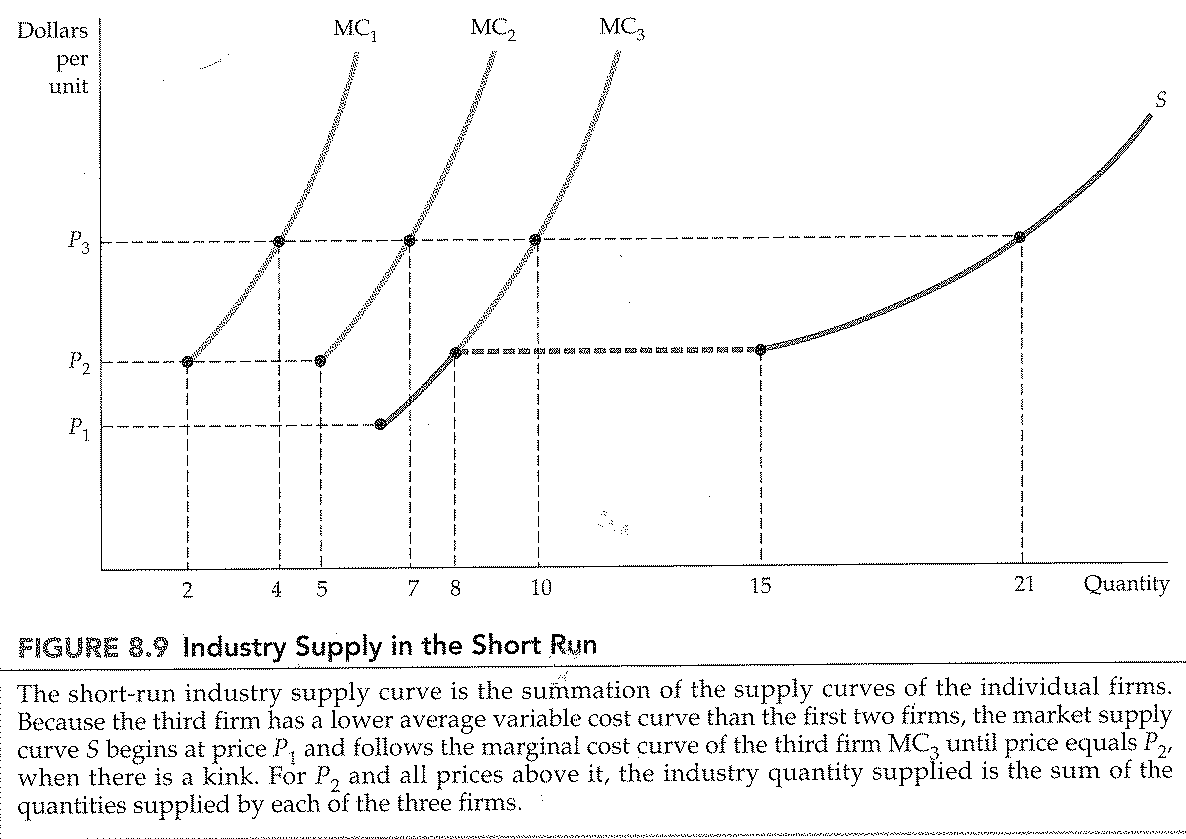 Dollars
per
unit
MC₁ MC₂ MC₃
S
P₃
P₂
P₁
2 4 5 7 8 10 15 21 Quantity
FIGURE 8.9 Industry Supply in the Short Run
The short-run industry supply curve is the summation of the supply curves of the individual firms.
Because the third firm has a lower average variable cost curve than the first two firms, the market supply
curve S begins at price P₁ and follows the marginal cost curve of the third firm MC₃ until price equals P₂,
when there is a kink. For P₂ and all prices above it, the industry quantity supplied is the sum of the
quantities supplied by each of the three firms.